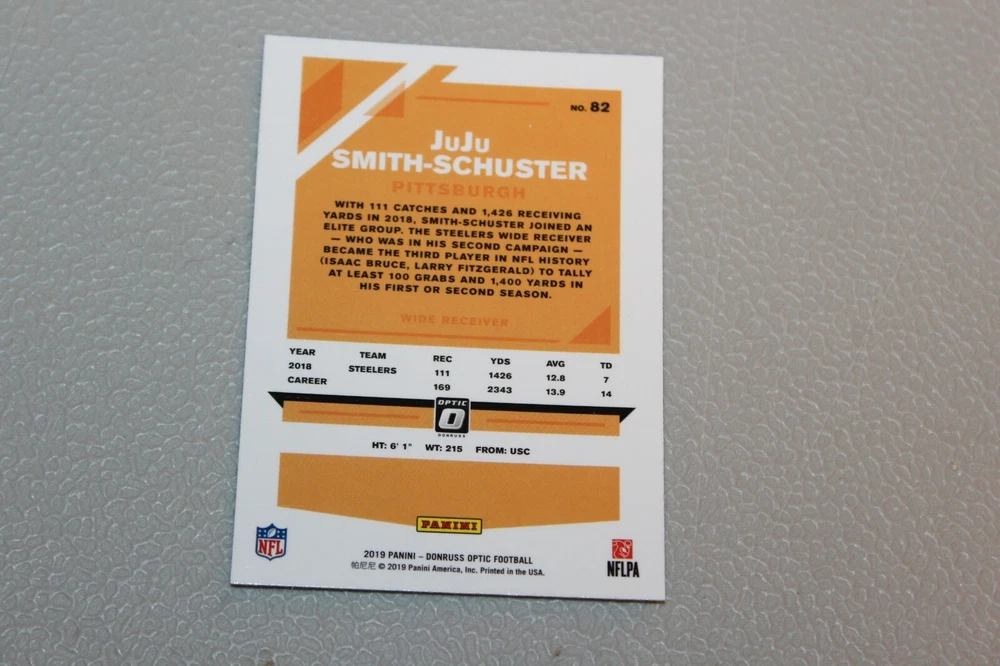 NO. 82
JuJu
SMITH-SCHUSTER
PITTSBURGH
WITH 111 CATCHES AND 1,426 RECEIVING
YARDS IN 2018, SMITH-SCHUSTER JOINED AN
ELITE GROUP. THE STEELERS WIDE RECEIVER
— WHO WAS IN HIS SECOND CAMPAIGN —
BECAME THE THIRD PLAYER IN NFL HISTORY
(ISAAC BRUCE, LARRY FITZGERALD) TO TALLY
AT LEAST 100 GRABS AND 1,400 YARDS IN
HIS FIRST OR SECOND SEASON.
WIDE RECEIVER
YEAR TEAM REC YDS AVG TD
2018 STEELERS 111 1426 12.8 7
CAREER 169 2343 13.9 14
OPTIC
O
DONRUSS
HT: 6' 1" WT: 215 FROM: USC
PANINI
NFL
2019 PANINI – DONRUSS OPTIC FOOTBALL
帕尼尼 © 2019 Panini America, Inc. Printed in the USA.
NFLPA